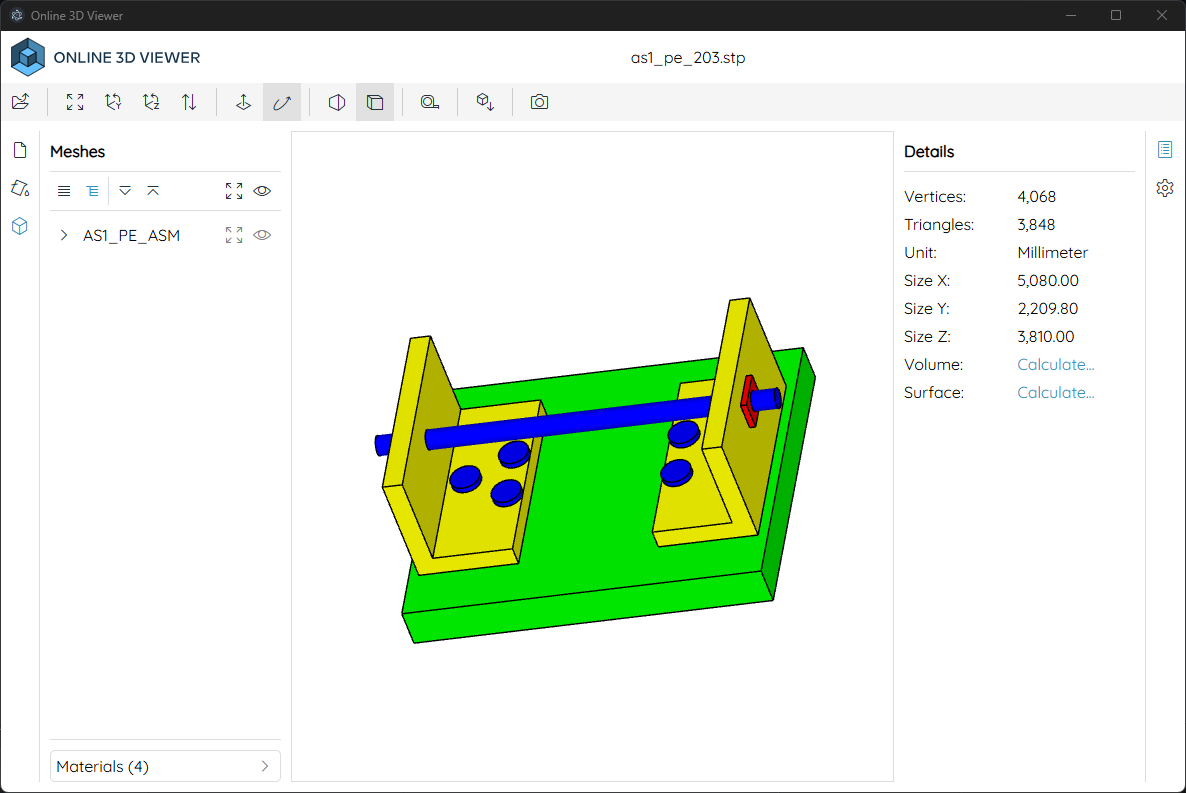 Online 3D Viewer
ONLINE 3D VIEWER
as1_pe_203.stp
Meshes
AS1_PE_ASM
Materials (4)
Details
Vertices: 4,068
Triangles: 3,848
Unit: Millimeter
Size X: 5,080.00
Size Y: 2,209.80
Size Z: 3,810.00
Volume: Calculate...
Surface: Calculate...